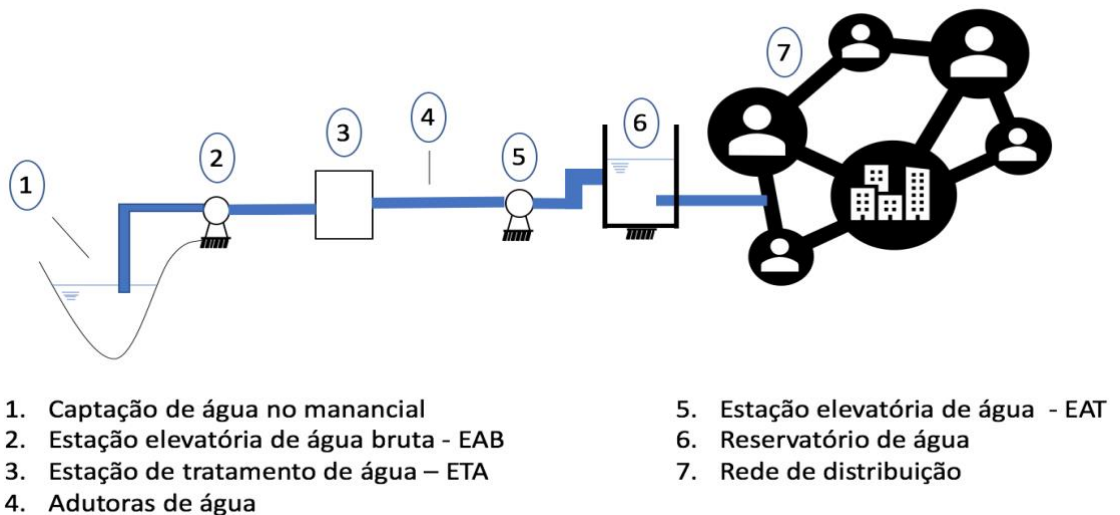 7
6
4
3
5
2
1
1. Captação de água no manancial
2. Estação elevatória de água bruta - EAB
3. Estação de tratamento de água – ETA
4. Adutoras de água
5. Estação elevatória de água - EAT
6. Reservatório de água
7. Rede de distribuição